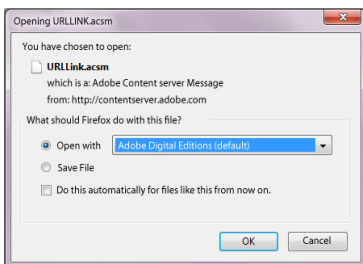 Opening URLLINK.acsm
You have chosen to open:
URLLink.acsm
which is a: Adobe Content server Message
from: http://contentserver.adobe.com
What should Firefox do with this file?
Open with Adobe Digital Editions (default)
Save File
Do this automatically for files like this from now on.
OK Cancel